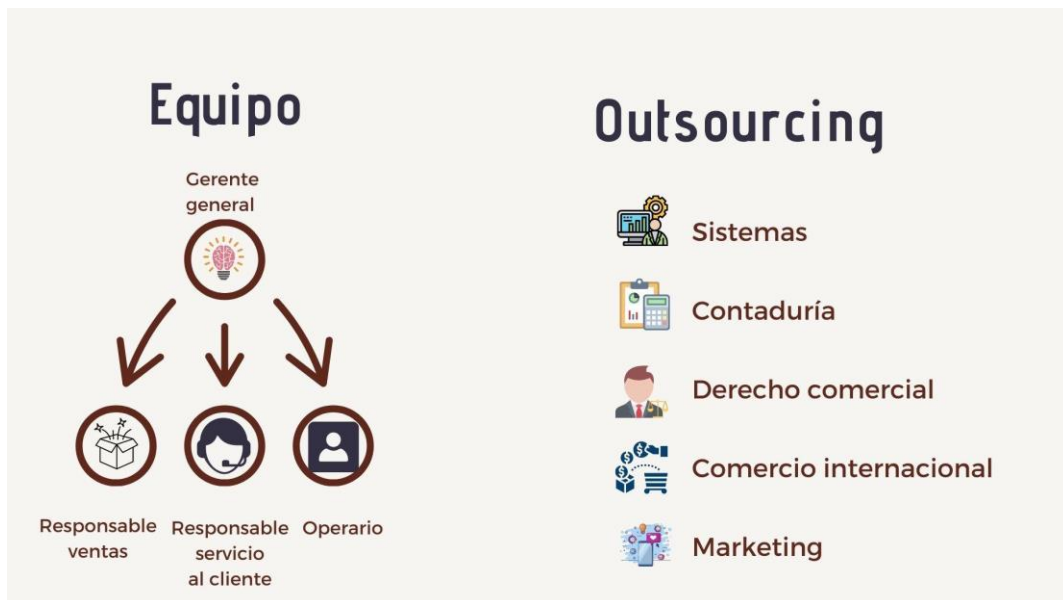 Equipo
Gerente
general
Responsable
ventas
Responsable
servicio
al cliente
Operario
Outsourcing
Sistemas
Contaduría
Derecho comercial
Comercio internacional
Marketing